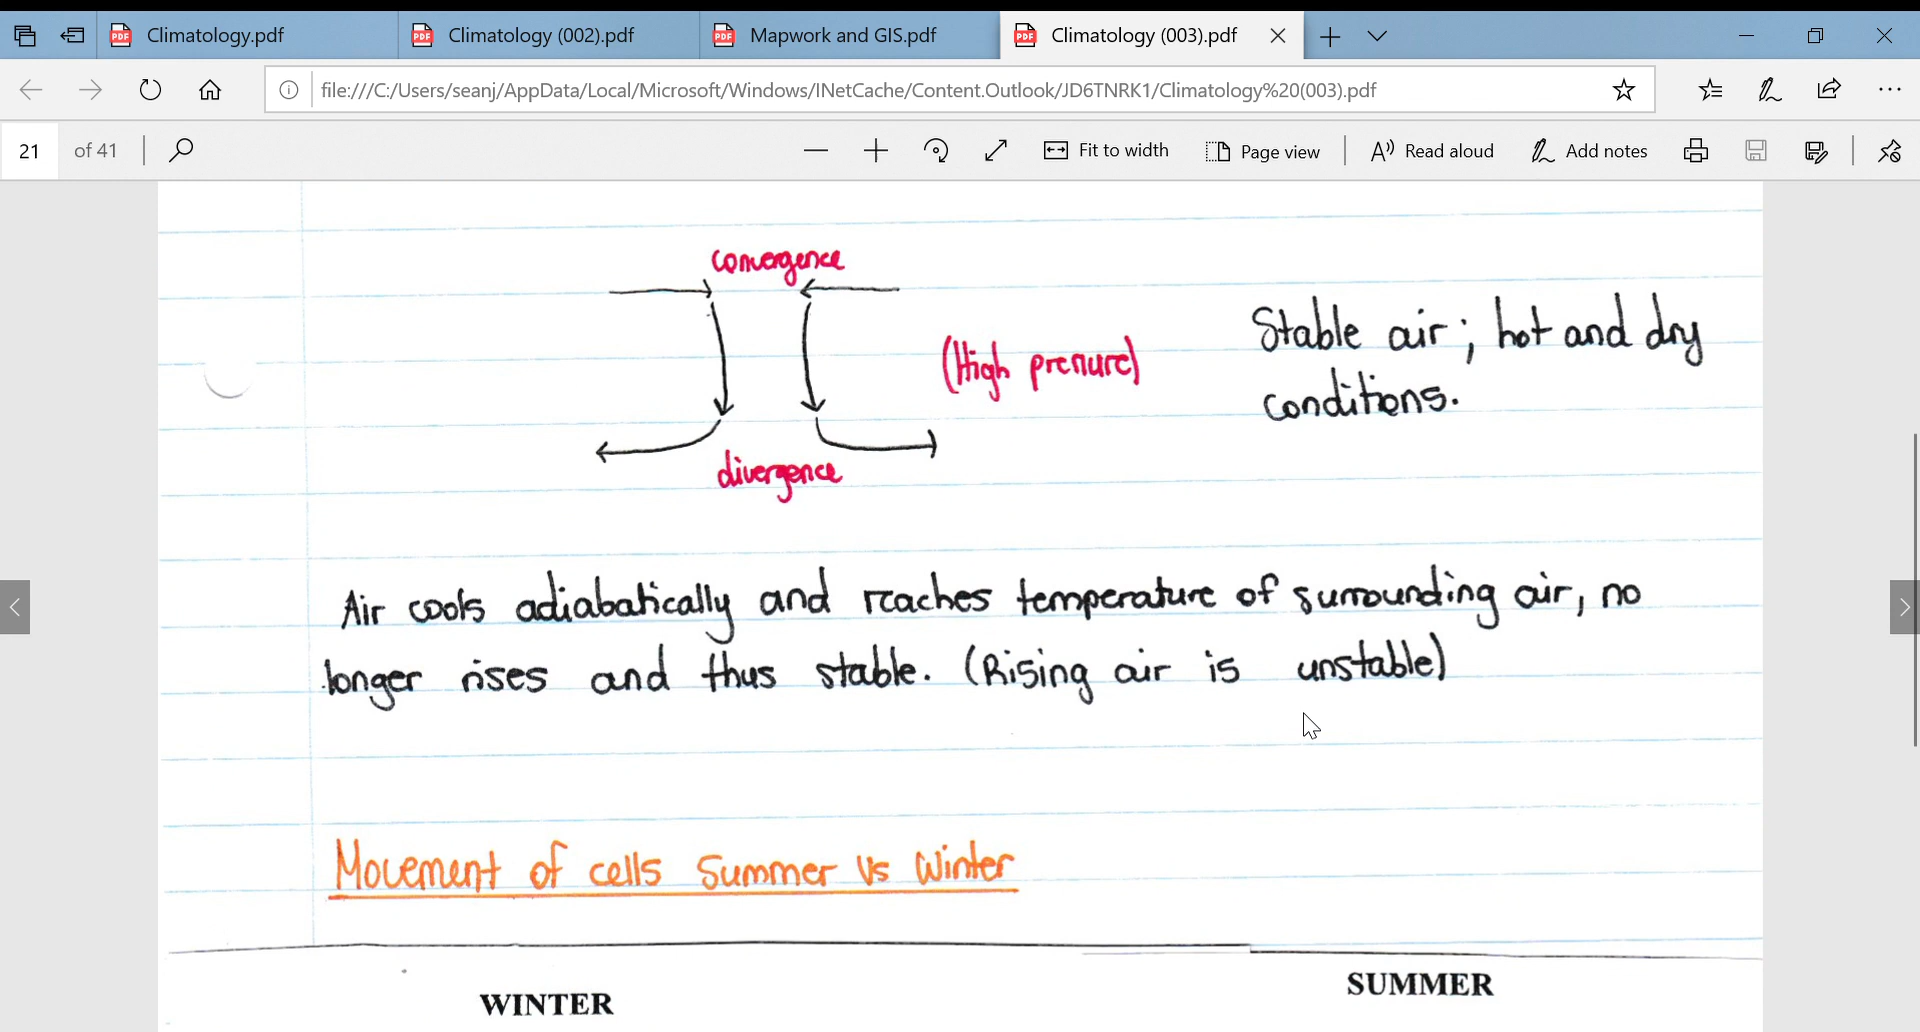 Climatology.pdf
Climatology (002).pdf
Mapwork and GIS.pdf
Climatology (003).pdf
file:///C:/Users/seanj/AppData/Local/Microsoft/Windows/INetCache/Content.Outlook/JD6TNRK1/Climatology%20(003).pdf
21 of 41
Fit to width
Page view
Read aloud
Add notes
convergence
(High pressure)
Stable air; hot and dry
conditions.
divergence
Air cools adiabatically and reaches temperature of surrounding air, no
longer rises and thus stable. (Rising air is unstable)
Movement of cells Summer vs Winter
WINTER
SUMMER